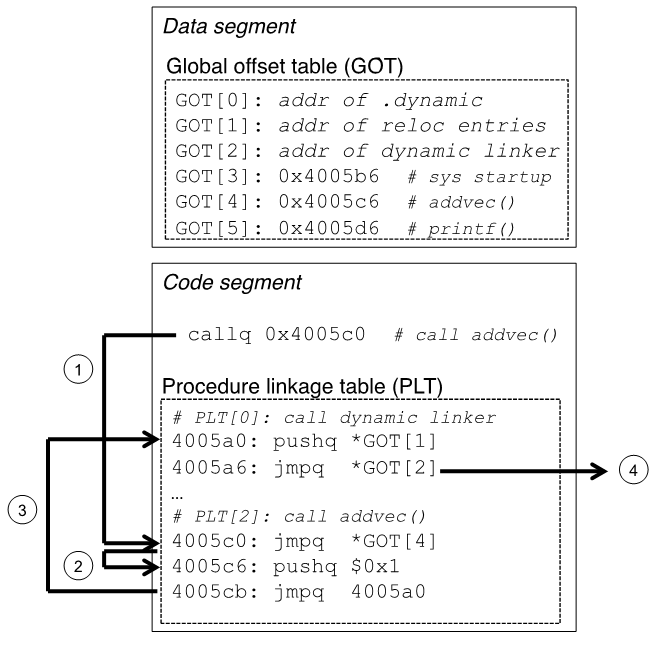 Data segment
Global offset table (GOT)
GOT[0]: addr of .dynamic
GOT[1]: addr of reloc entries
GOT[2]: addr of dynamic linker
GOT[3]: 0x4005b6 # sys startup
GOT[4]: 0x4005c6 # addvec()
GOT[5]: 0x4005d6 # printf()
Code segment
callq 0x4005c0 # call addvec()
1
Procedure linkage table (PLT)
# PLT[0]: call dynamic linker
4005a0: pushq *GOT[1]
4005a6: jmpq *GOT[2]
4
…
3
# PLT[2]: call addvec()
4005c0: jmpq *GOT[4]
2
4005c6: pushq $0x1
4005cb: jmpq 4005a0